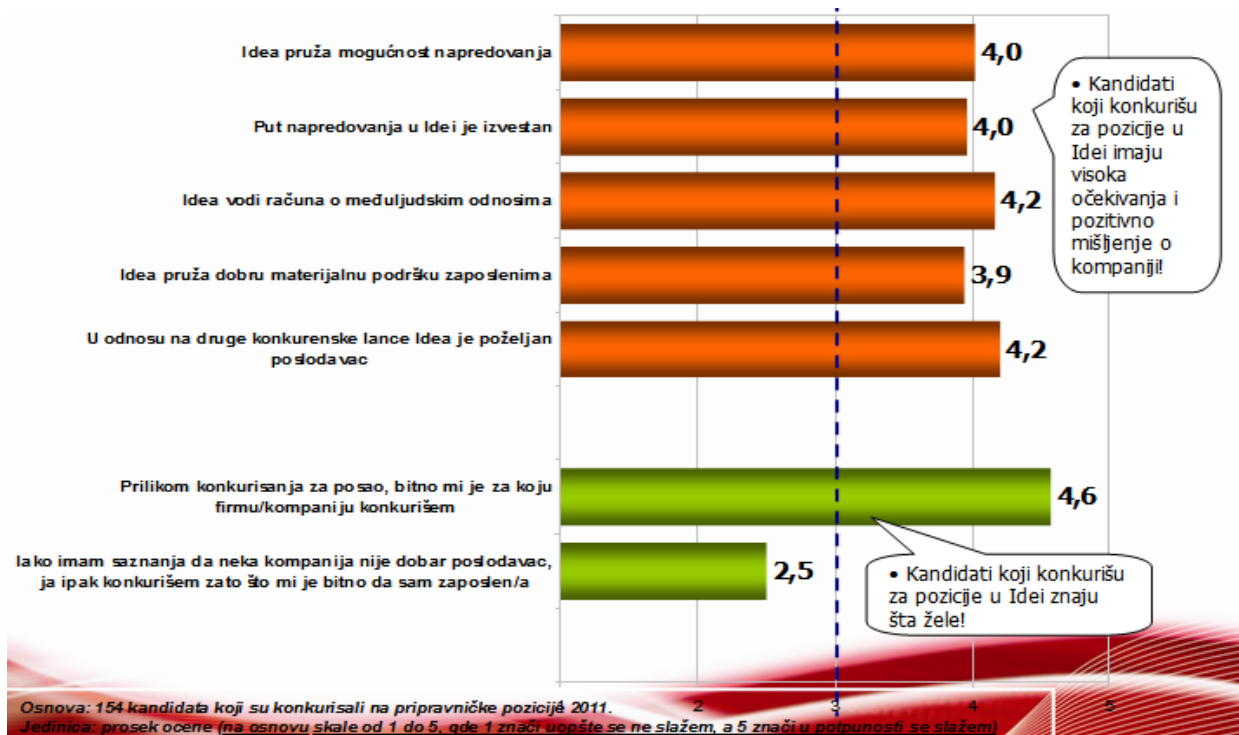 Idea pruža mogućnost napredovanja
4,0
Put napredovanja u Idei je izvestan
4,0
Idea vodi računa o međuljudskim odnosima
4,2
Idea pruža dobru materijalnu podršku zaposlenima
3,9
U odnosu na druge konkurenske lance Idea je poželjan
poslodavac
4,2
• Kandidati
koji konkurišu
za pozicije u
Idei imaju
visoka
očekivanja i
pozitivno
mišljenje o
kompaniji!
Prilikom konkurisanja za posao, bitno mi je za koju
firmu/kompaniju konkurišem
4,6
Iako imam saznanja da neka kompanija nije dobar poslodavac,
ja ipak konkurišem zato što mi je bitno da sam zaposlen/a
2,5
• Kandidati koji konkurišu
za pozicije u Idei znaju
šta žele!
1 2 3 4 5
Osnova: 154 kandidata koji su konkurisali na pripravničke pozicije 2011.
Jedinica: prosek ocene (na osnovu skale od 1 do 5, gde 1 znači uopšte se ne slažem, a 5 znači u potpunosti se slažem)